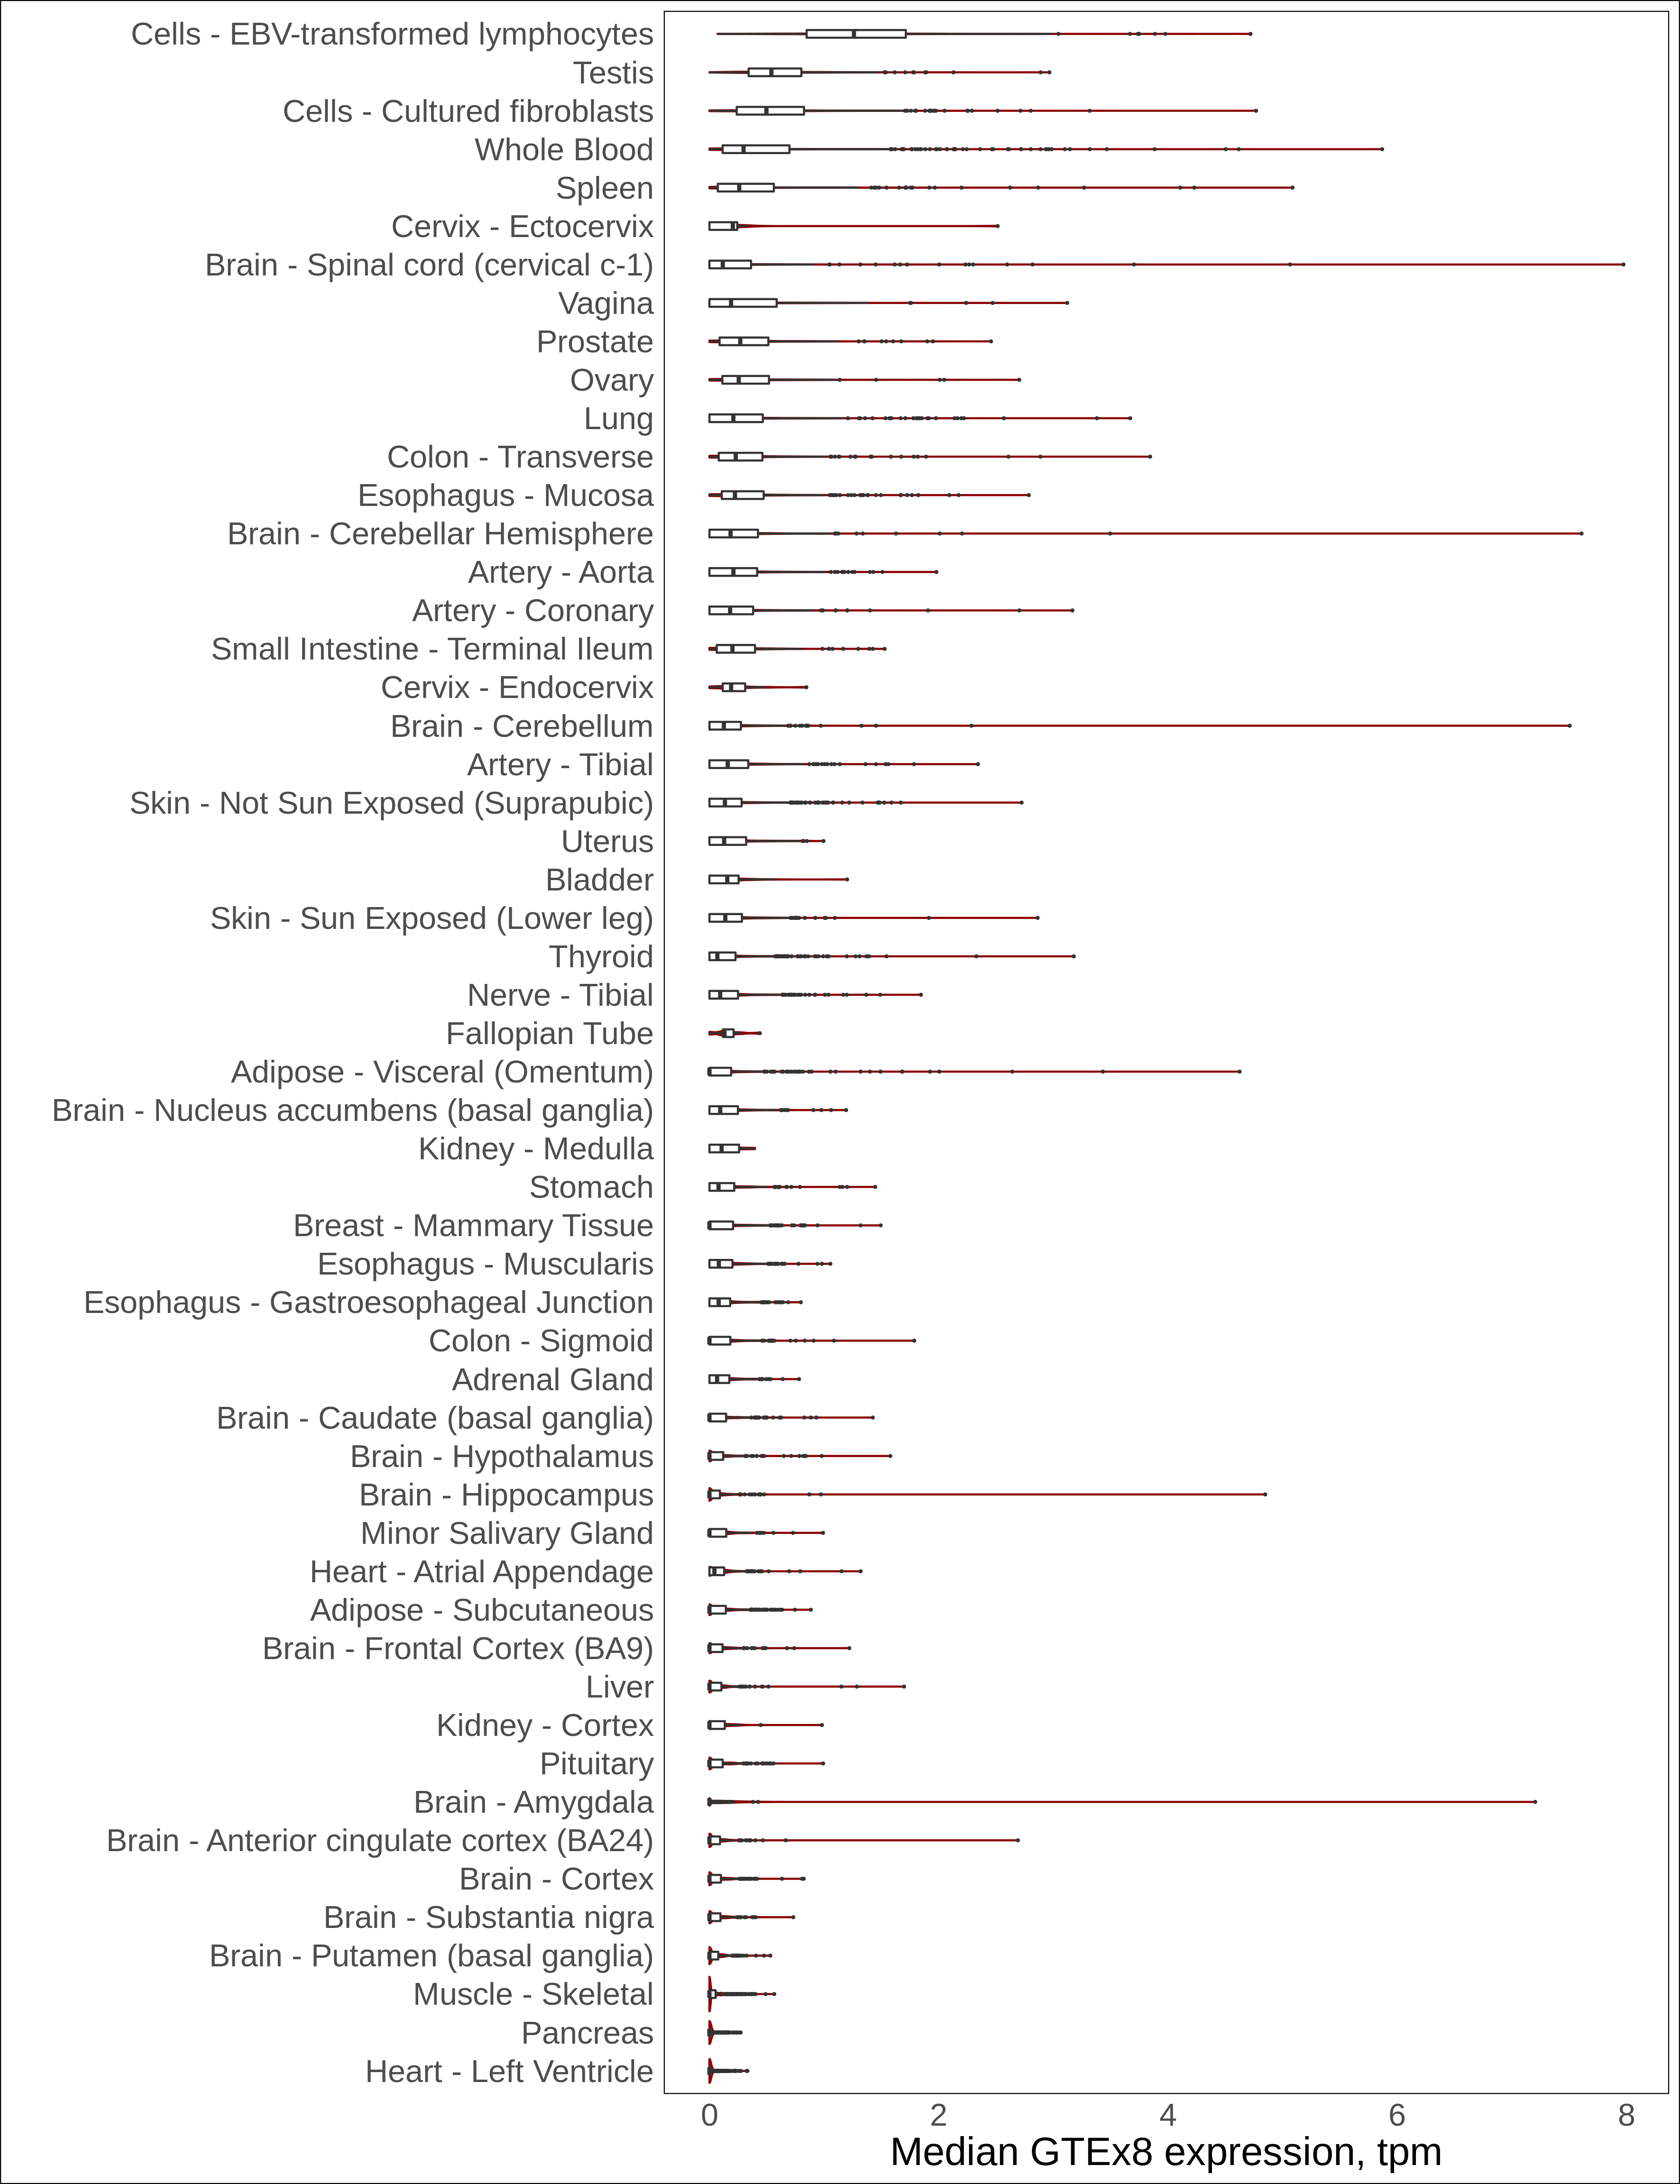 Cells - EBV-transformed lymphocytes
Testis
Cells - Cultured fibroblasts
Whole Blood
Spleen
Cervix - Ectocervix
Brain - Spinal cord (cervical c-1)
Vagina
Prostate
Ovary
Lung
Colon - Transverse
Esophagus - Mucosa
Brain - Cerebellar Hemisphere
Artery - Aorta
Artery - Coronary
Small Intestine - Terminal Ileum
Cervix - Endocervix
Brain - Cerebellum
Artery - Tibial
Skin - Not Sun Exposed (Suprapubic)
Uterus
Bladder
Skin - Sun Exposed (Lower leg)
Thyroid
Nerve - Tibial
Fallopian Tube
Adipose - Visceral (Omentum)
Brain - Nucleus accumbens (basal ganglia)
Kidney - Medulla
Stomach
Breast - Mammary Tissue
Esophagus - Muscularis
Esophagus - Gastroesophageal Junction
Colon - Sigmoid
Adrenal Gland
Brain - Caudate (basal ganglia)
Brain - Hypothalamus
Brain - Hippocampus
Minor Salivary Gland
Heart - Atrial Appendage
Adipose - Subcutaneous
Brain - Frontal Cortex (BA9)
Liver
Kidney - Cortex
Pituitary
Brain - Amygdala
Brain - Anterior cingulate cortex (BA24)
Brain - Cortex
Brain - Substantia nigra
Brain - Putamen (basal ganglia)
Muscle - Skeletal
Pancreas
Heart - Left Ventricle
0 2 4 6 8
Median GTEx8 expression, tpm